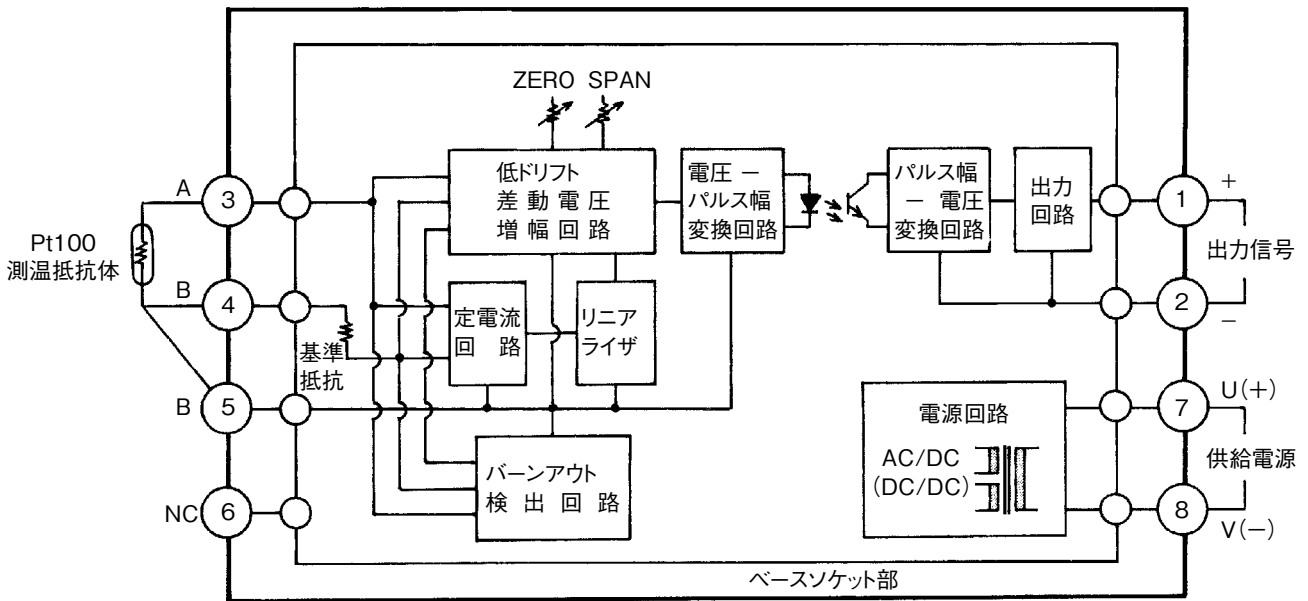 ZERO SPAN
低ドリフト
差動電圧
増幅回路
電圧 −
パルス幅
変換回路
パルス幅
− 電圧
変換回路
出力
回路
A
3
1
+
Pt100
測温抵抗体
出力信号
B
4
2
−
定電流
回 路
リニア
ライザ
基準
抵抗
B
5
7
U(+)
電源回路
AC/DC
(DC/DC)
供給電源
バーンアウト
検出回路
NC
6
8
V(−)
ベースソケット部